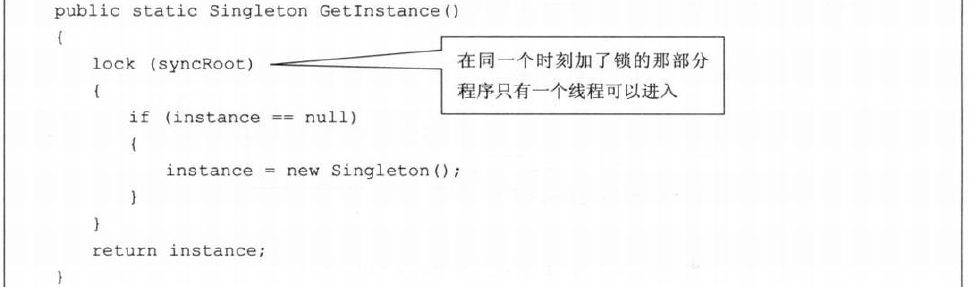 public static Singleton GetInstance()
{
lock (syncRoot)
在同一个时刻加了锁的那部分
程序只有一个线程可以进入
{
if (instance == null)
{
instance = new Singleton();
}
}
return instance;
}